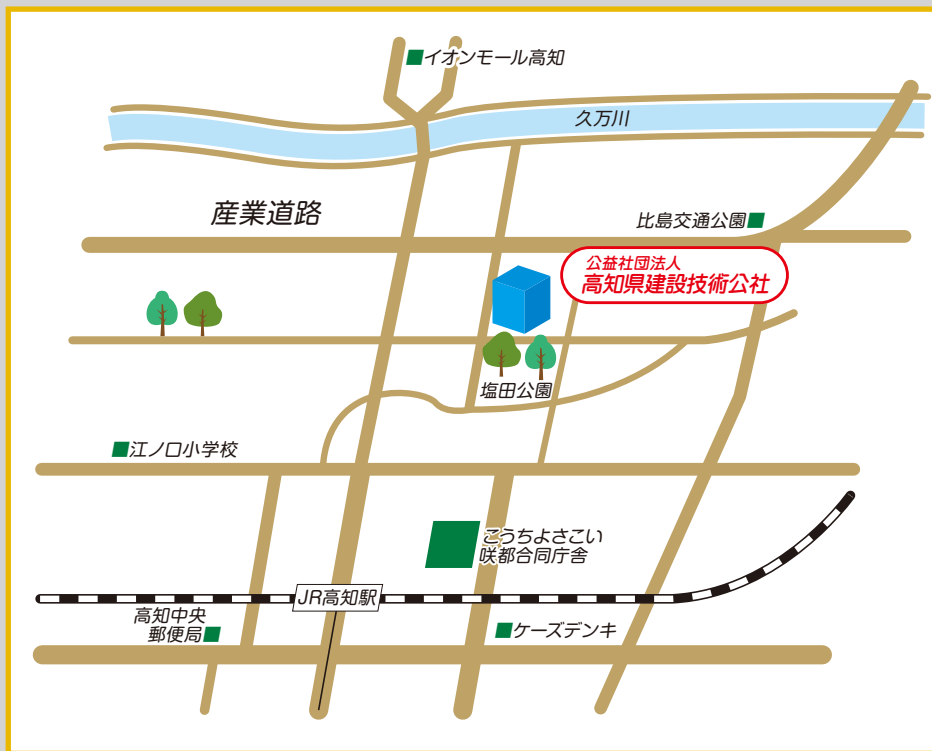 イオンモール高知
久万川
産業道路
比島交通公園
公益社団法人
高知県建設技術公社
塩田公園
江ノ口小学校
こうちよさこい
咲都合同庁舎
JR高知駅
高知中央
郵便局
ケーズデンキ